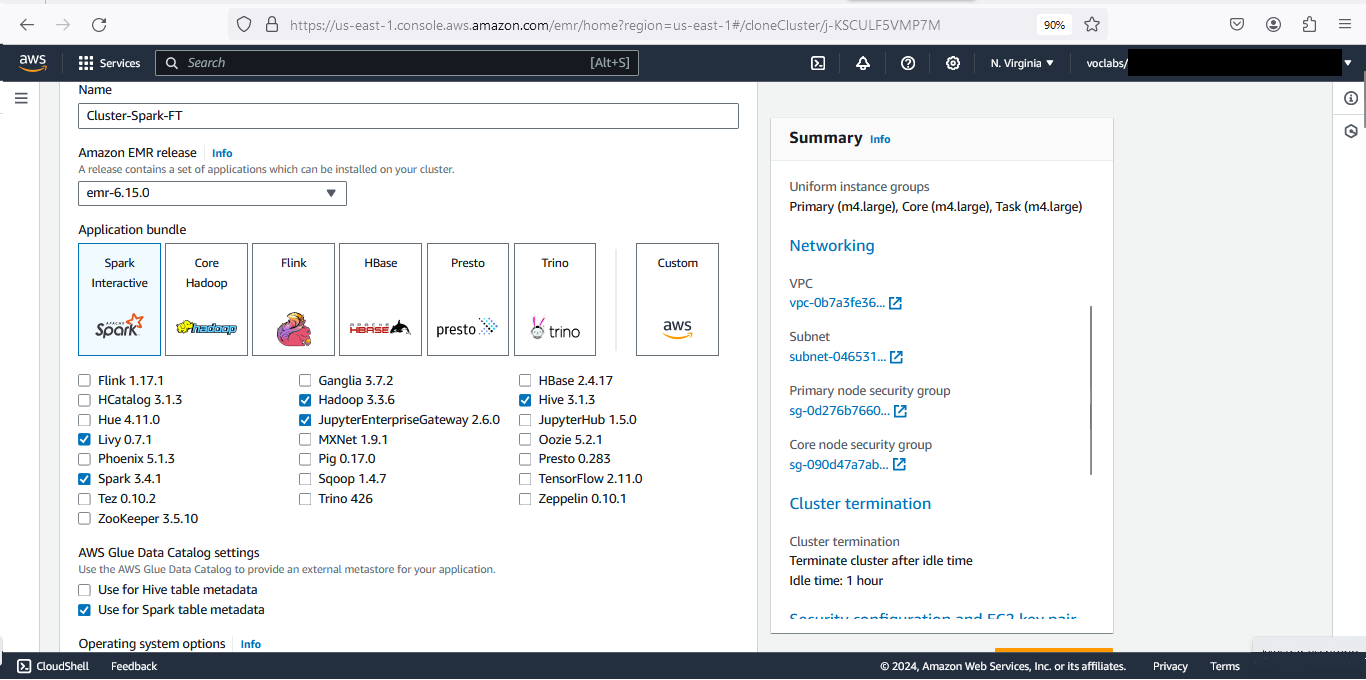 https://us-east-1.console.aws.amazon.com/emr/home?region=us-east-1#/cloneCluster/j-KSCULF5VMP7M
90%
aws
Services
Search
[Alt+S]
N. Virginia
voclabs/
Name
Cluster-Spark-FT
Amazon EMR release
Info
A release contains a set of applications which can be installed on your cluster.
emr-6.15.0
Application bundle
Spark Interactive
APACHE Spark
Core Hadoop
hadoop
Flink
HBase
APACHE HBASE
Presto
presto
Trino
trino
Custom
aws
Flink 1.17.1
Ganglia 3.7.2
HBase 2.4.17
HCatalog 3.1.3
Hadoop 3.3.6
Hive 3.1.3
Hue 4.11.0
JupyterEnterpriseGateway 2.6.0
JupyterHub 1.5.0
Livy 0.7.1
MXNet 1.9.1
Oozie 5.2.1
Phoenix 5.1.3
Pig 0.17.0
Presto 0.283
Spark 3.4.1
Sqoop 1.4.7
TensorFlow 2.11.0
Tez 0.10.2
Trino 426
Zeppelin 0.10.1
ZooKeeper 3.5.10
AWS Glue Data Catalog settings
Use the AWS Glue Data Catalog to provide an external metastore for your application.
Use for Hive table metadata
Use for Spark table metadata
Operating system options
Info
Summary
Info
Uniform instance groups
Primary (m4.large), Core (m4.large), Task (m4.large)
Networking
VPC
vpc-0b7a3fe36...
Subnet
subnet-046531...
Primary node security group
sg-0d276b7660...
Core node security group
sg-090d47a7ab...
Cluster termination
Cluster termination
Terminate cluster after idle time
Idle time: 1 hour
Security configuration and EC2 key pair
CloudShell
Feedback
© 2024, Amazon Web Services, Inc. or its affiliates.
Privacy
Terms